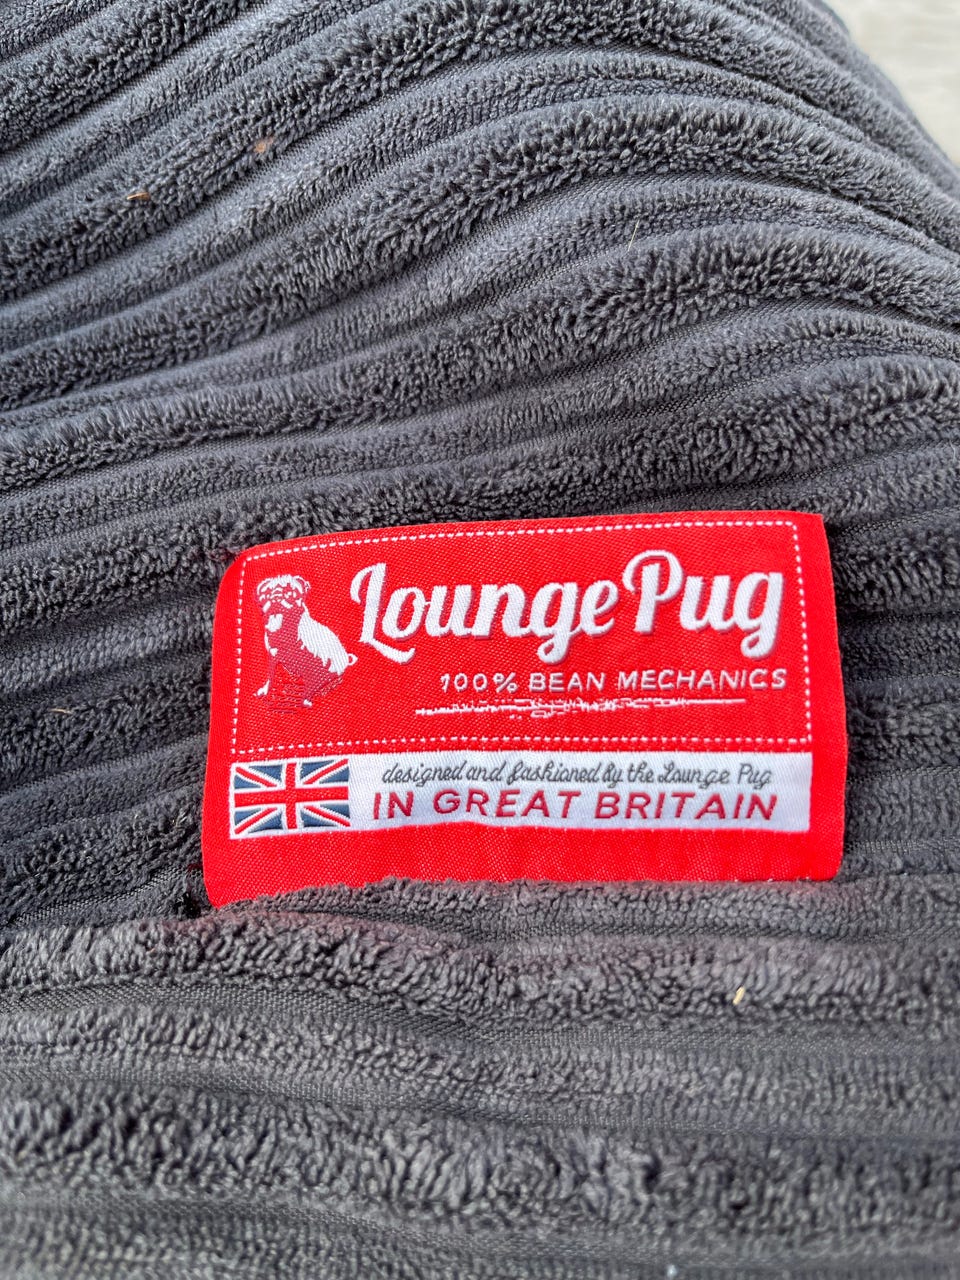 LoungePug
100% BEAN MECHANICS
designed and fashioned by the Lounge Pug
IN GREAT BRITAIN